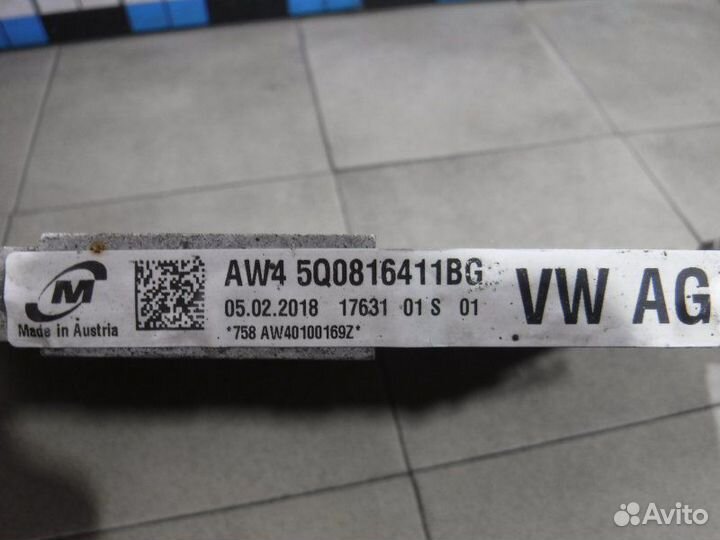 AW4 5Q0816411BG
05.02.2018 17631 01 S 01
*758 AW40100169Z*
VW AG
M
Made in Austria
Avito